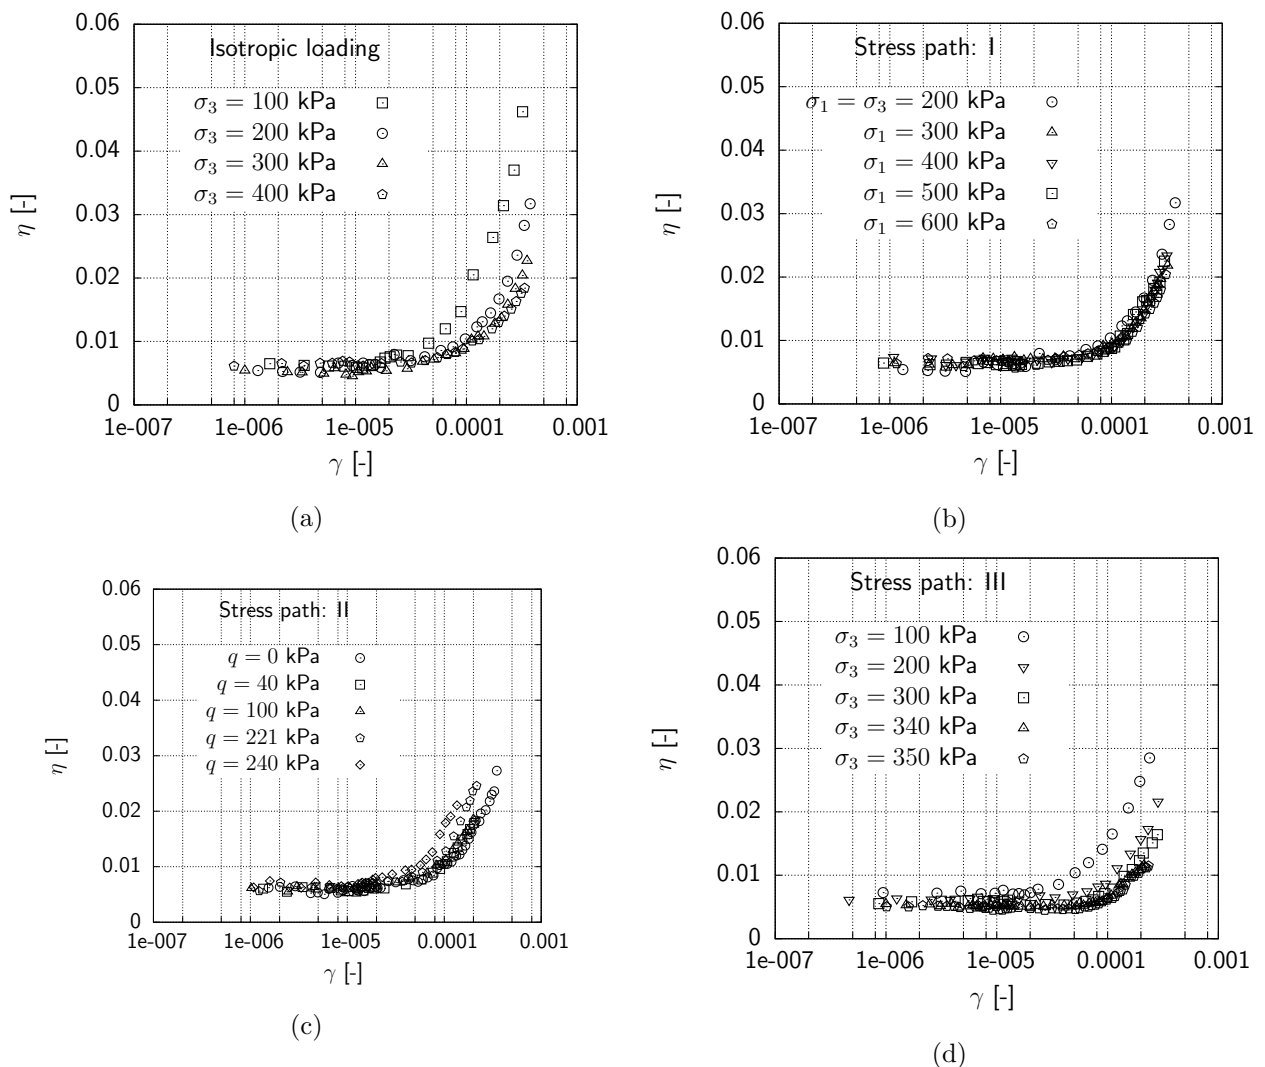 Isotropic loading
σ3 = 100 kPa
σ3 = 200 kPa
σ3 = 300 kPa
σ3 = 400 kPa
0.06
0.05
0.04
0.03
0.02
0.01
0
η [-]
1e-007 1e-006 1e-005 0.0001 0.001
γ [-]
(a)
Stress path: I
σ1 = σ3 = 200 kPa
σ1 = 300 kPa
σ1 = 400 kPa
σ1 = 500 kPa
σ1 = 600 kPa
0.06
0.05
0.04
0.03
0.02
0.01
0
η [-]
1e-007 1e-006 1e-005 0.0001 0.001
γ [-]
(b)
Stress path: II
q = 0 kPa
q = 40 kPa
q = 100 kPa
q = 221 kPa
q = 240 kPa
0.06
0.05
0.04
0.03
0.02
0.01
0
η [-]
1e-007 1e-006 1e-005 0.0001 0.001
γ [-]
(c)
Stress path: III
σ3 = 100 kPa
σ3 = 200 kPa
σ3 = 300 kPa
σ3 = 340 kPa
σ3 = 350 kPa
0.06
0.05
0.04
0.03
0.02
0.01
0
η [-]
1e-007 1e-006 1e-005 0.0001 0.001
γ [-]
(d)